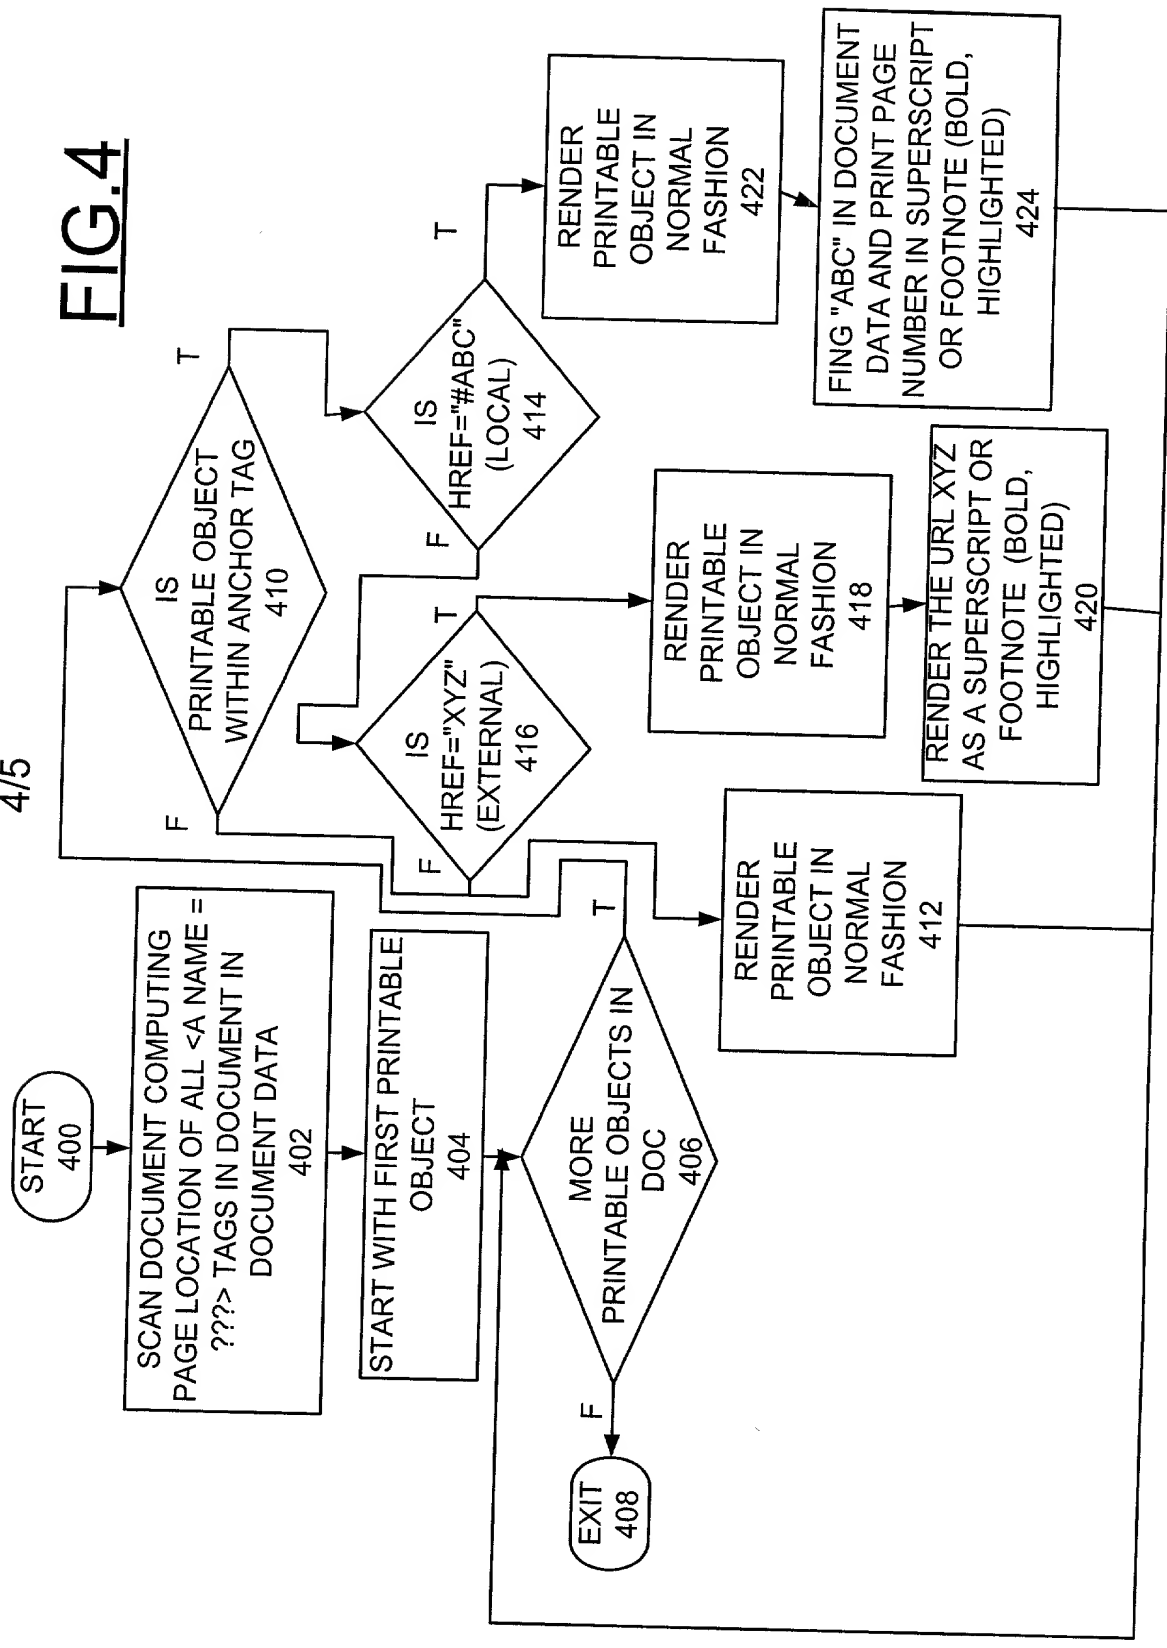 4/5
FIG.4
START
400
SCAN DOCUMENT COMPUTING
PAGE LOCATION OF ALL <A NAME =
???> TAGS IN DOCUMENT IN
DOCUMENT DATA
402
START WITH FIRST PRINTABLE
OBJECT
404
MORE
PRINTABLE OBJECTS IN
DOC
406
F
T
EXIT
408
IS
PRINTABLE OBJECT
WITHIN ANCHOR TAG
410
F
T
IS
HREF="#ABC"
(LOCAL)
414
F
T
IS
HREF="XYZ"
(EXTERNAL)
416
F
T
RENDER
PRINTABLE
OBJECT IN
NORMAL
FASHION
412
RENDER
PRINTABLE
OBJECT IN
NORMAL
FASHION
418
RENDER THE URL XYZ
AS A SUPERSCRIPT OR
FOOTNOTE (BOLD,
HIGHLIGHTED)
420
RENDER
PRINTABLE
OBJECT IN
NORMAL
FASHION
422
FING "ABC" IN DOCUMENT
DATA AND PRINT PAGE
NUMBER IN SUPERSCRIPT
OR FOOTNOTE (BOLD,
HIGHLIGHTED)
424